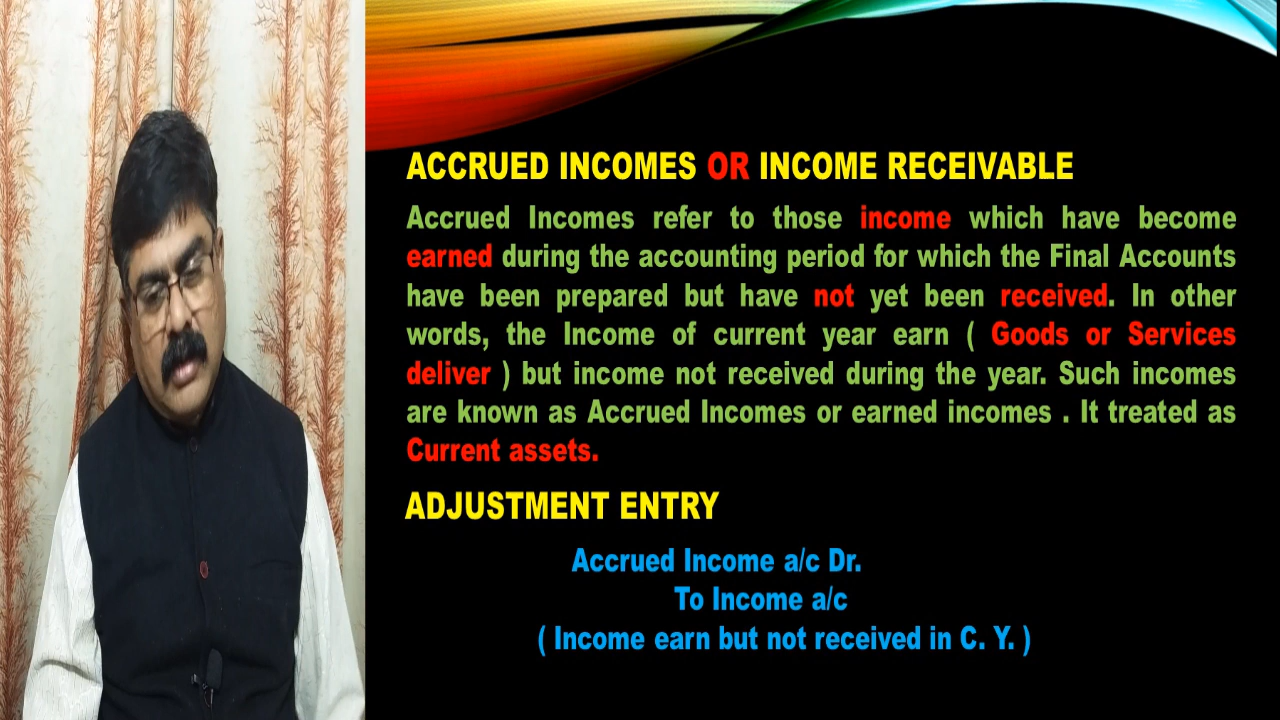 ACCRUED INCOMES OR INCOME RECEIVABLE
Accrued Incomes refer to those income which have become
earned during the accounting period for which the Final Accounts
have been prepared but have not yet been received. In other
words, the Income of current year earn ( Goods or Services
deliver ) but income not received during the year. Such incomes
are known as Accrued Incomes or earned incomes . It treated as
Current assets.
ADJUSTMENT ENTRY
Accrued Income a/c Dr.
To Income a/c
( Income earn but not received in C. Y. )